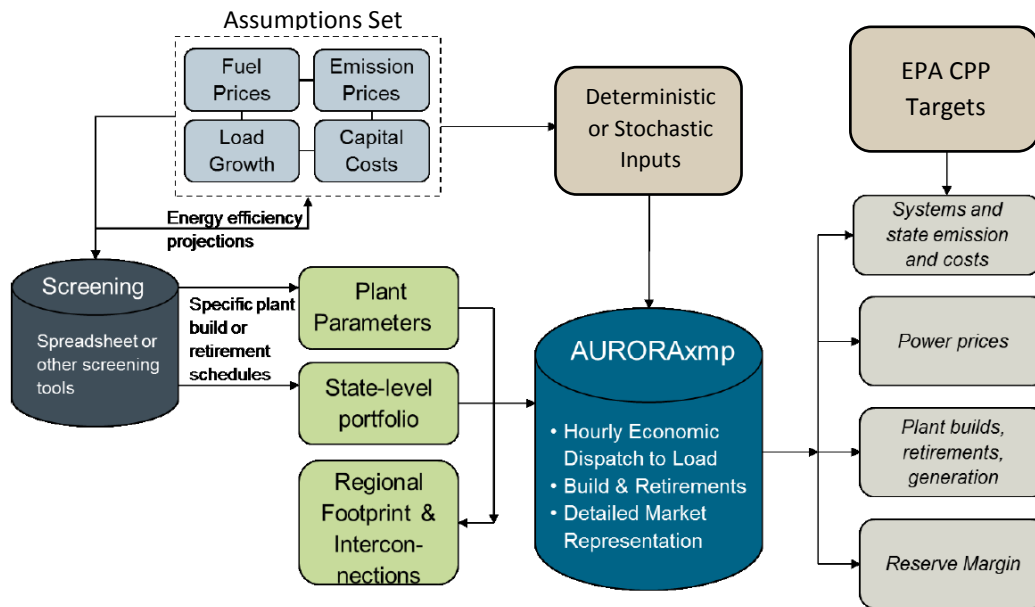 Assumptions Set
Fuel
Prices
Emission
Prices
Load
Growth
Capital
Costs
Energy efficiency
projections
Deterministic
or Stochastic
Inputs
EPA CPP
Targets
Screening
Spreadsheet or
other screening
tools
Specific plant
build or
retirement
schedules
Plant
Parameters
State-level
portfolio
Regional
Footprint &
Intercon-
nections
AURORAxmp
• Hourly Economic
Dispatch to Load
• Build & Retirements
• Detailed Market
Representation
Systems and
state emission
and costs
Power prices
Plant builds,
retirements,
generation
Reserve Margin